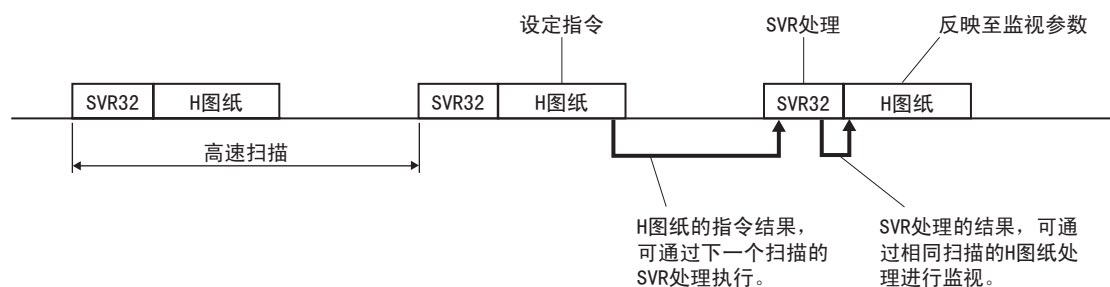 设定指令
SVR处理
反映至监视参数
SVR32
H图纸
SVR32
H图纸
SVR32
H图纸
高速扫描
H图纸的指令结果，
可通过下一个扫描的
SVR处理执行。
SVR处理的结果，可通
过相同扫描的H图纸处
理进行监视。